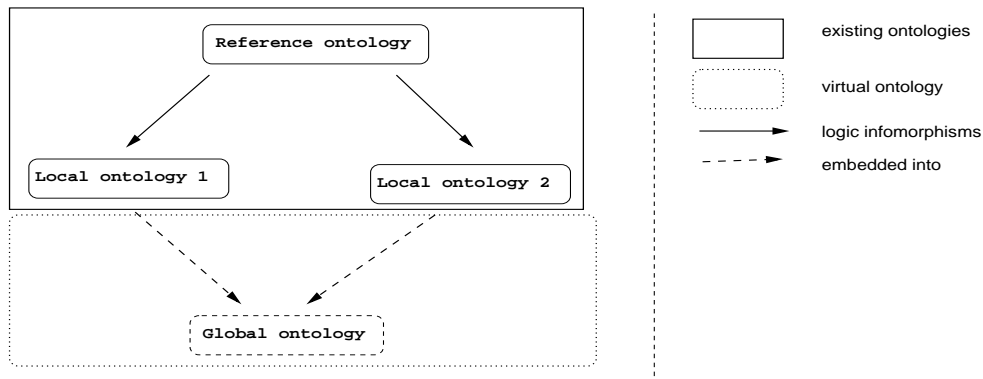 Reference ontology
Local ontology 1
Local ontology 2
Global ontology
existing ontologies
virtual ontology
logic infomorphisms
embedded into